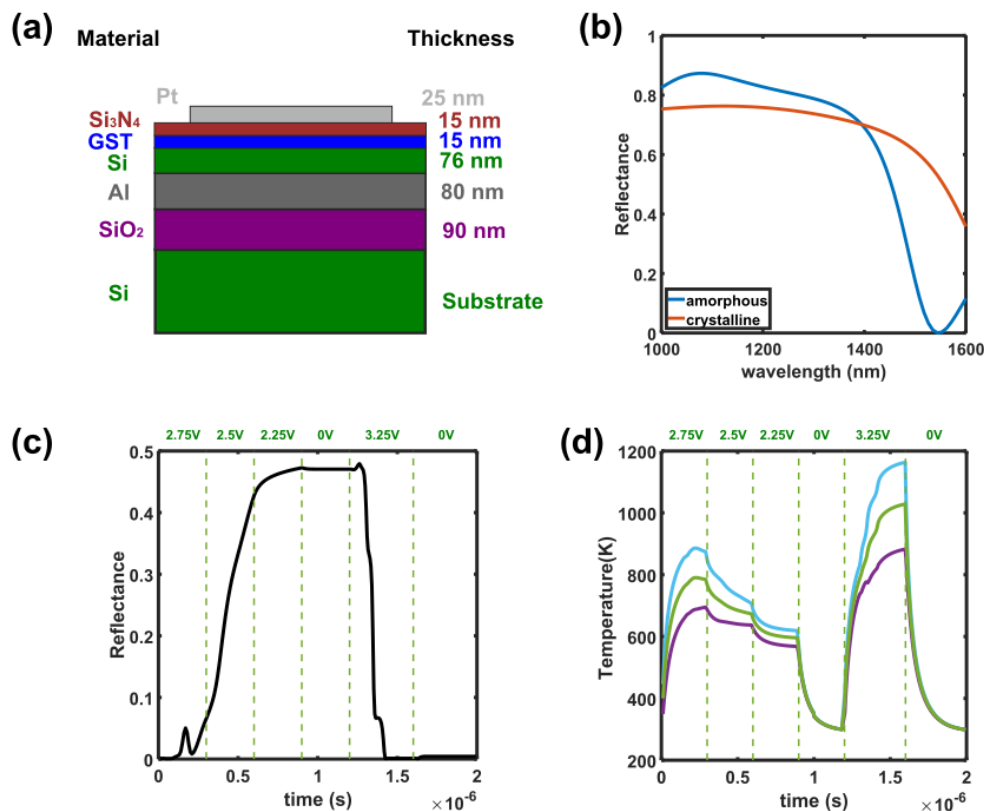 (a)
Material Thickness
Pt 25 nm
Si₃N₄ 15 nm
GST 15 nm
Si 76 nm
Al 80 nm
SiO₂ 90 nm
Si Substrate
(b)
1
0.8
0.6
0.4
0.2
0
Reflectance
amorphous
crystalline
1000 1200 1400 1600
wavelength (nm)
(c)
2.75V 2.5V 2.25V 0V 3.25V 0V
0.5
0.4
0.3
0.2
0.1
0
Reflectance
0 0.5 1 1.5 2
time (s) ×10⁻⁶
(d)
2.75V 2.5V 2.25V 0V 3.25V 0V
1200
1000
800
600
400
200
Temperature(K)
0 0.5 1 1.5 2
time (s) ×10⁻⁶